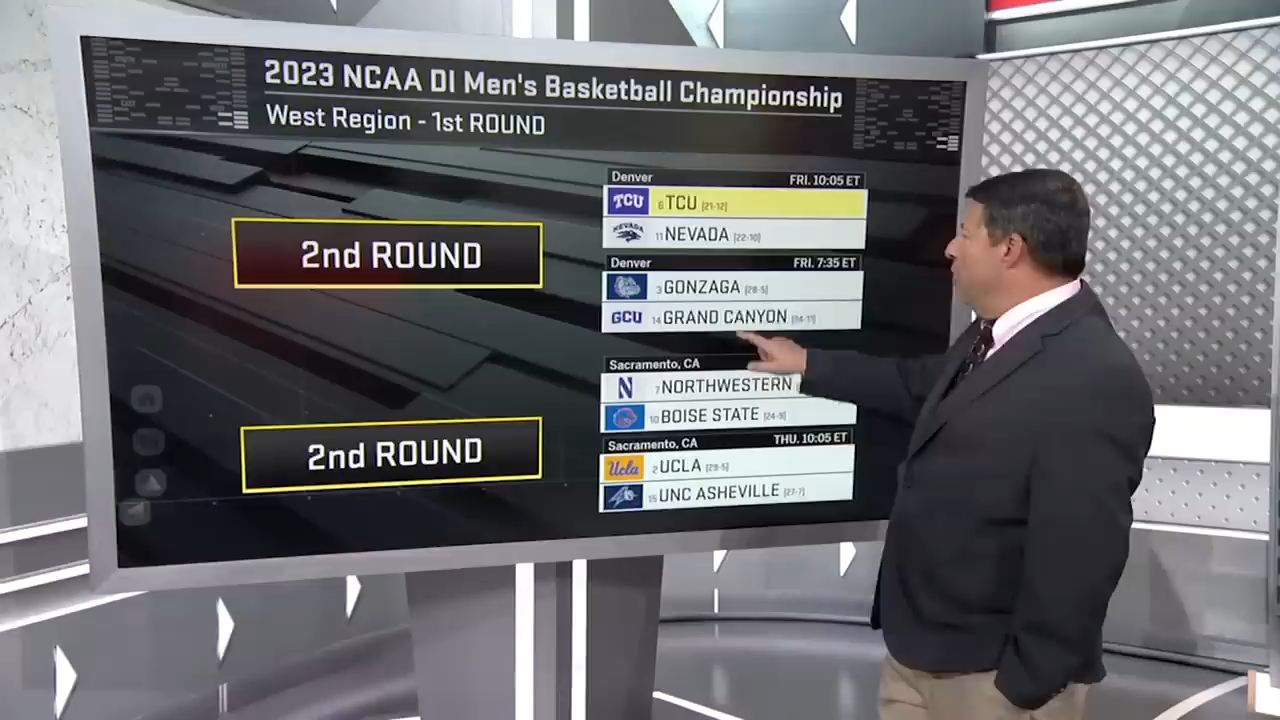 2023 NCAA DI Men's Basketball Championship
West Region - 1st ROUND
Denver FRI. 10:05 ET
TCU 6 TCU (21-12)
NEVADA 11 NEVADA (22-10)
2nd ROUND
Denver FRI. 7:35 ET
3 GONZAGA (28-5)
GCU 14 GRAND CANYON (24-11)
Sacramento, CA
N 7 NORTHWESTERN
10 BOISE STATE (24-9)
2nd ROUND
Sacramento, CA THU. 10:05 ET
Ucla 2 UCLA (29-5)
15 UNC ASHEVILLE (27-7)